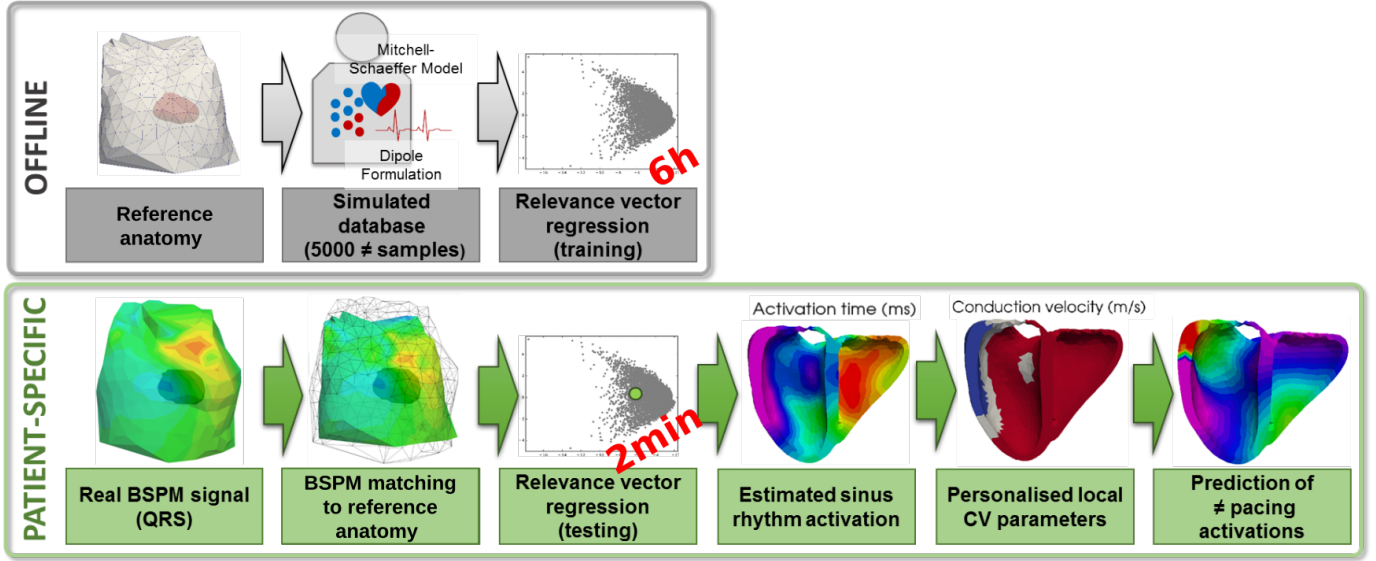 OFFLINE
Mitchell-
Schaeffer Model
Dipole
Formulation
6h
Reference
anatomy
Simulated
database
(5000 ≠ samples)
Relevance vector
regression
(training)
PATIENT-SPECIFIC
Activation time (ms)
Conduction velocity (m/s)
2min
Real BSPM signal
(QRS)
BSPM matching
to reference
anatomy
Relevance vector
regression
(testing)
Estimated sinus
rhythm activation
Personalised local
CV parameters
Prediction of
≠ pacing
activations